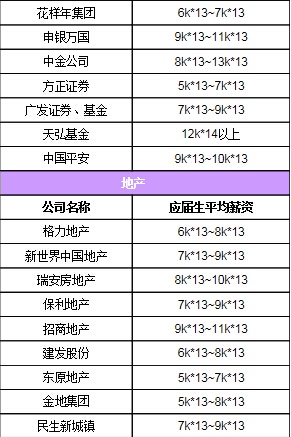 花样年集团 6k*13~7k*13
申银万国 9k*13~11k*13
中金公司 8k*13~13k*13
方正证券 5k*13~7k*13
广发证券、基金 7k*13~9k*13
天弘基金 12k*14以上
中国平安 9k*13~10k*13
地产
公司名称 应届生平均薪资
格力地产 6k*13~8k*13
新世界中国地产 7k*13~9k*13
瑞安房地产 8k*13~10k*13
保利地产 7k*13~9k*13
招商地产 9k*13~11k*13
建发股份 6k*13~8k*13
东原地产 5k*13~7k*13
金地集团 5k*13~8k*13
民生新城镇 7k*13~9k*13